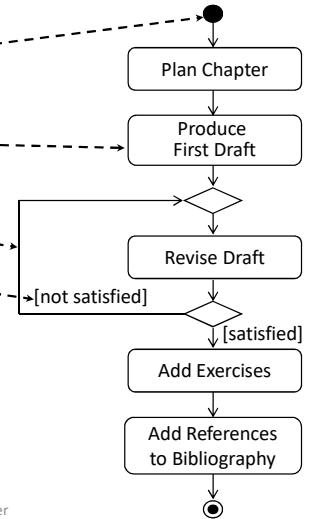 Plan Chapter
Produce
First Draft
Revise Draft
[not satisfied]
[satisfied]
Add Exercises
Add References
to Bibliography